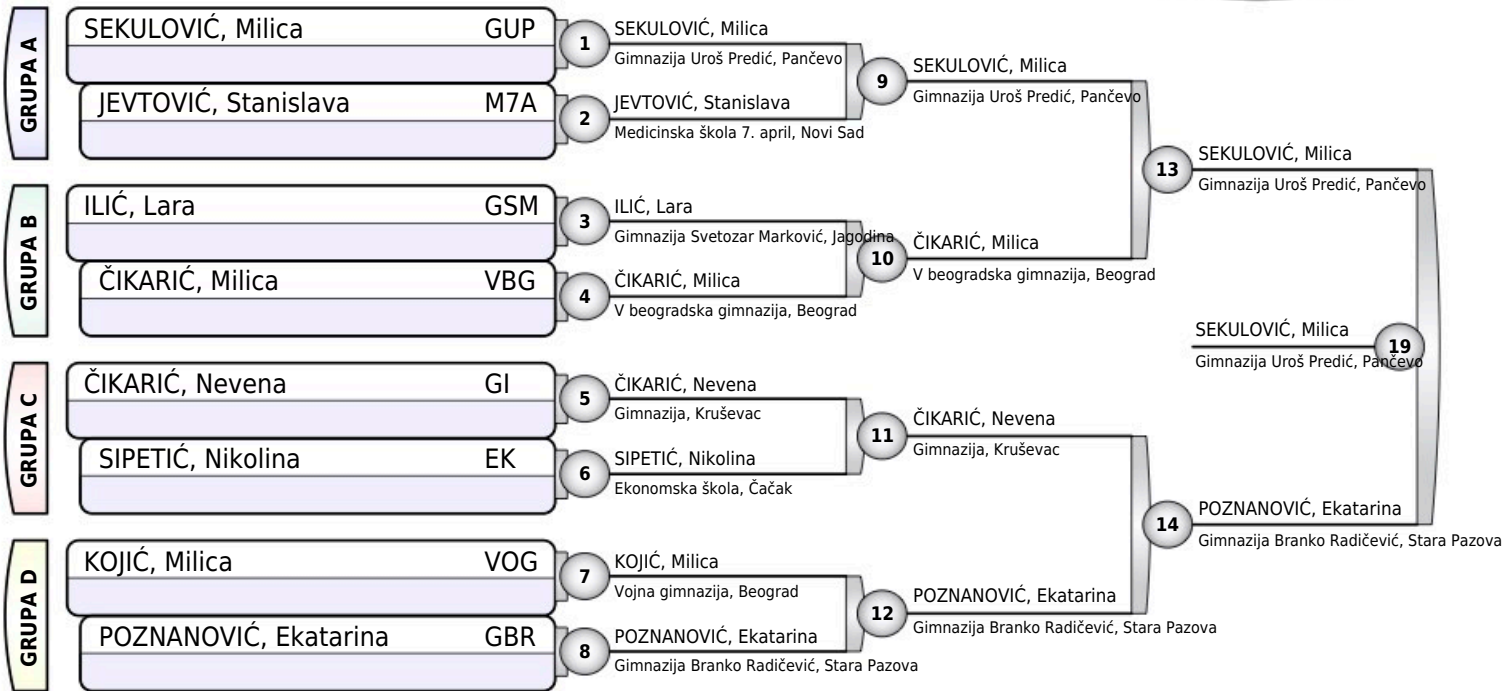 GRUPA A
SEKULOVIĆ, Milica GUP
JEVTOVIĆ, Stanislava M7A
GRUPA B
ILIĆ, Lara GSM
ČIKARIĆ, Milica VBG
GRUPA C
ČIKARIĆ, Nevena GI
SIPETIĆ, Nikolina EK
GRUPA D
KOJIĆ, Milica VOG
POZNANOVIĆ, Ekatarina GBR
1
SEKULOVIĆ, Milica
Gimnazija Uroš Predić, Pančevo
2
JEVTOVIĆ, Stanislava
Medicinska škola 7. april, Novi Sad
3
ILIĆ, Lara
Gimnazija Svetozar Marković, Jagodina
4
ČIKARIĆ, Milica
V beogradska gimnazija, Beograd
5
ČIKARIĆ, Nevena
Gimnazija, Kruševac
6
SIPETIĆ, Nikolina
Ekonomska škola, Čačak
7
KOJIĆ, Milica
Vojna gimnazija, Beograd
8
POZNANOVIĆ, Ekatarina
Gimnazija Branko Radičević, Stara Pazova
9
SEKULOVIĆ, Milica
Gimnazija Uroš Predić, Pančevo
10
ČIKARIĆ, Milica
V beogradska gimnazija, Beograd
11
ČIKARIĆ, Nevena
Gimnazija, Kruševac
12
POZNANOVIĆ, Ekatarina
Gimnazija Branko Radičević, Stara Pazova
13
SEKULOVIĆ, Milica
Gimnazija Uroš Predić, Pančevo
14
POZNANOVIĆ, Ekatarina
Gimnazija Branko Radičević, Stara Pazova
SEKULOVIĆ, Milica
19
Gimnazija Uroš Predić, Pančevo